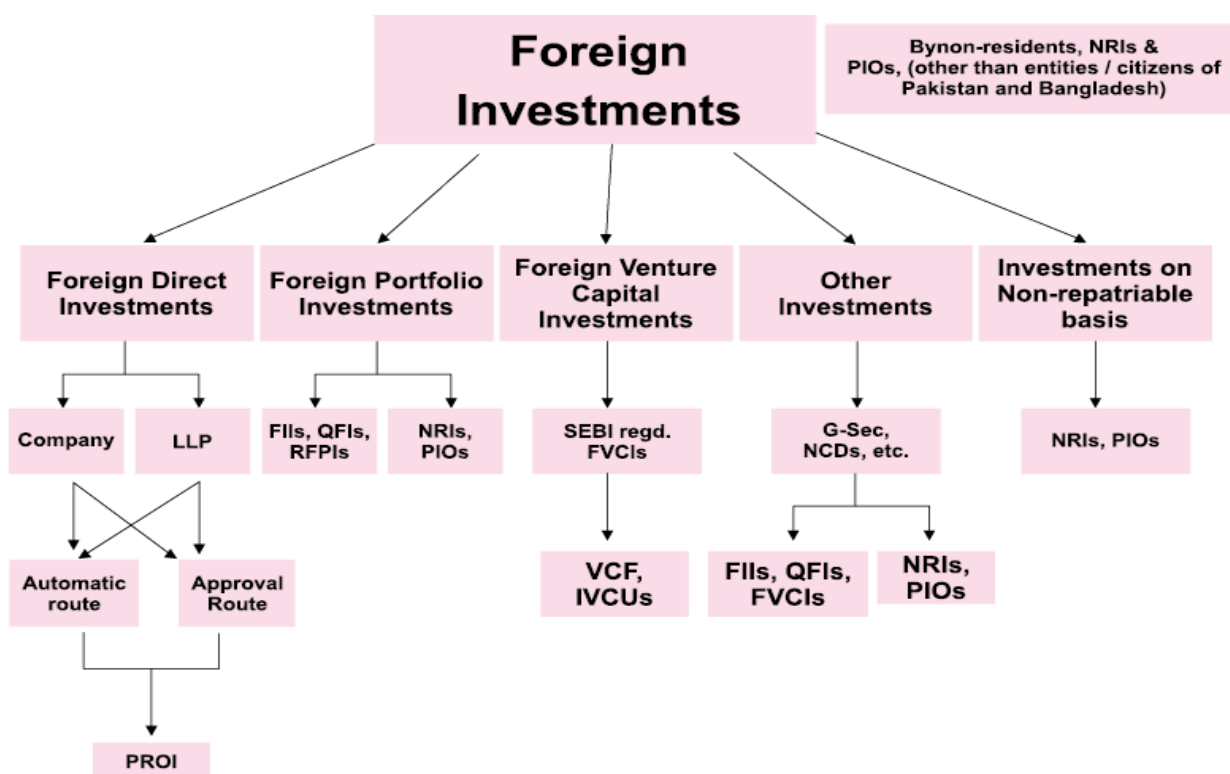 Foreign
Investments
Bynon-residents, NRIs &
PIOs, (other than entities / citizens of
Pakistan and Bangladesh)
Foreign Direct
Investments
Foreign Portfolio
Investments
Foreign Venture
Capital
Investments
Other
Investments
Investments on
Non-repatriable
basis
Company
LLP
FIIs, QFIs,
RFPIs
NRIs,
PIOs
SEBI regd.
FVCIs
G-Sec,
NCDs, etc.
NRIs, PIOs
Automatic
route
Approval
Route
VCF,
IVCUs
FIIs, QFIs,
FVCIs
NRIs,
PIOs
PROI